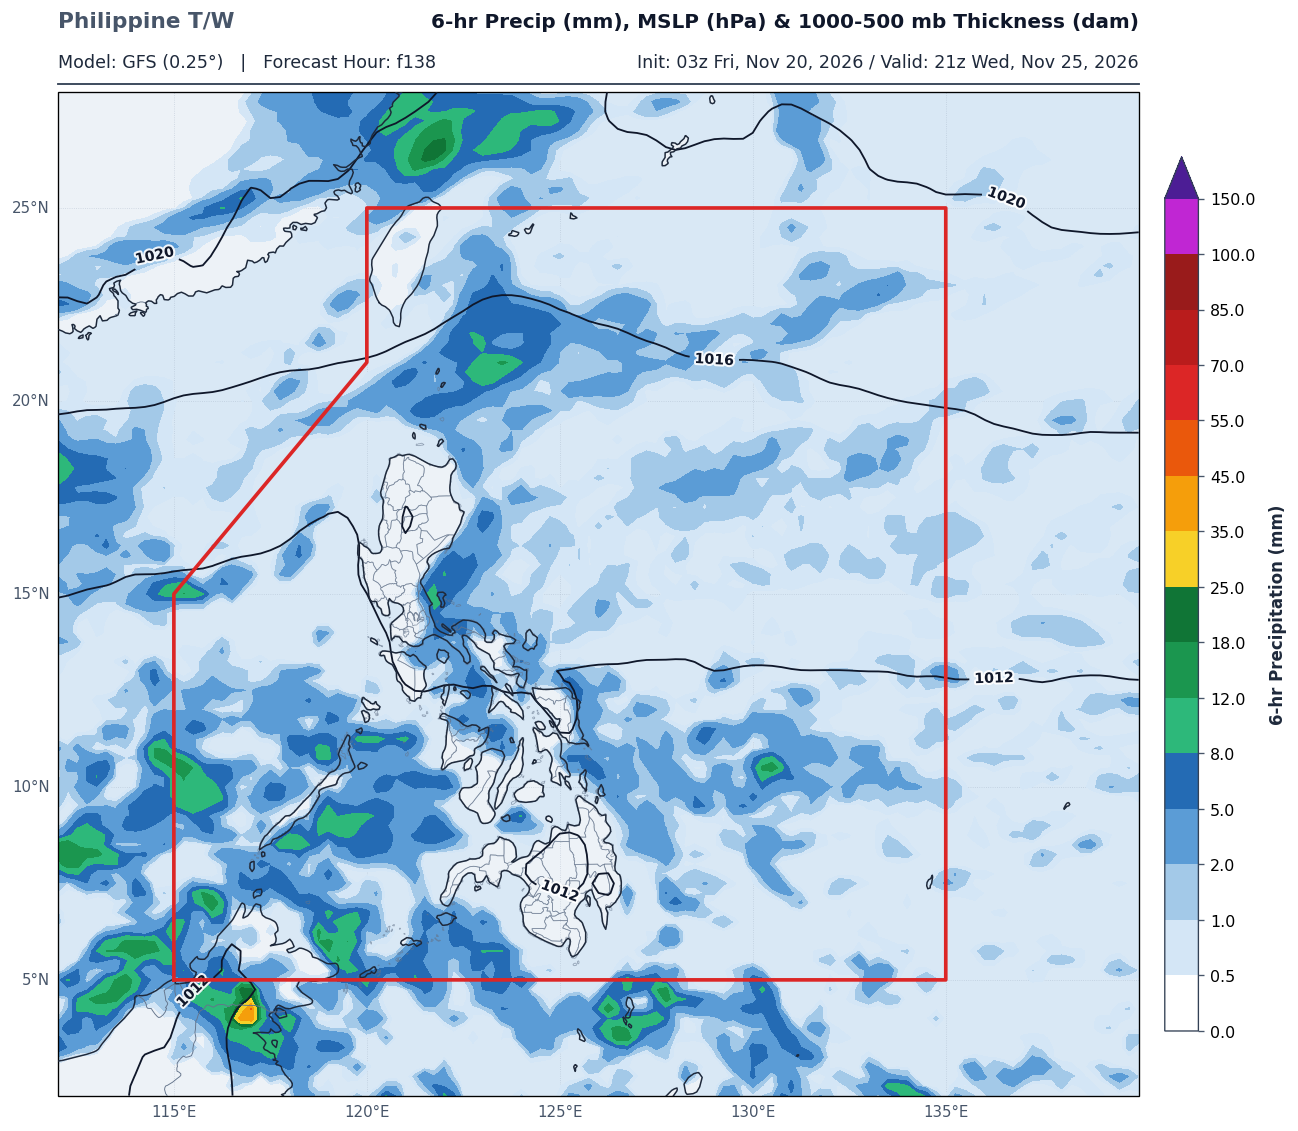 Philippine T/W
6-hr Precip (mm), MSLP (hPa) & 1000-500 mb Thickness (dam)
Model: GFS (0.25°) | Forecast Hour: f138
Init: 03z Fri, Nov 20, 2026 / Valid: 21z Wed, Nov 25, 2026
25°N
20°N
15°N
10°N
5°N
115°E
120°E
125°E
130°E
135°E
1020
1020
1016
1012
1012
1012
150.0
100.0
85.0
70.0
55.0
45.0
35.0
25.0
18.0
12.0
8.0
5.0
2.0
1.0
0.5
0.0
6-hr Precipitation (mm)